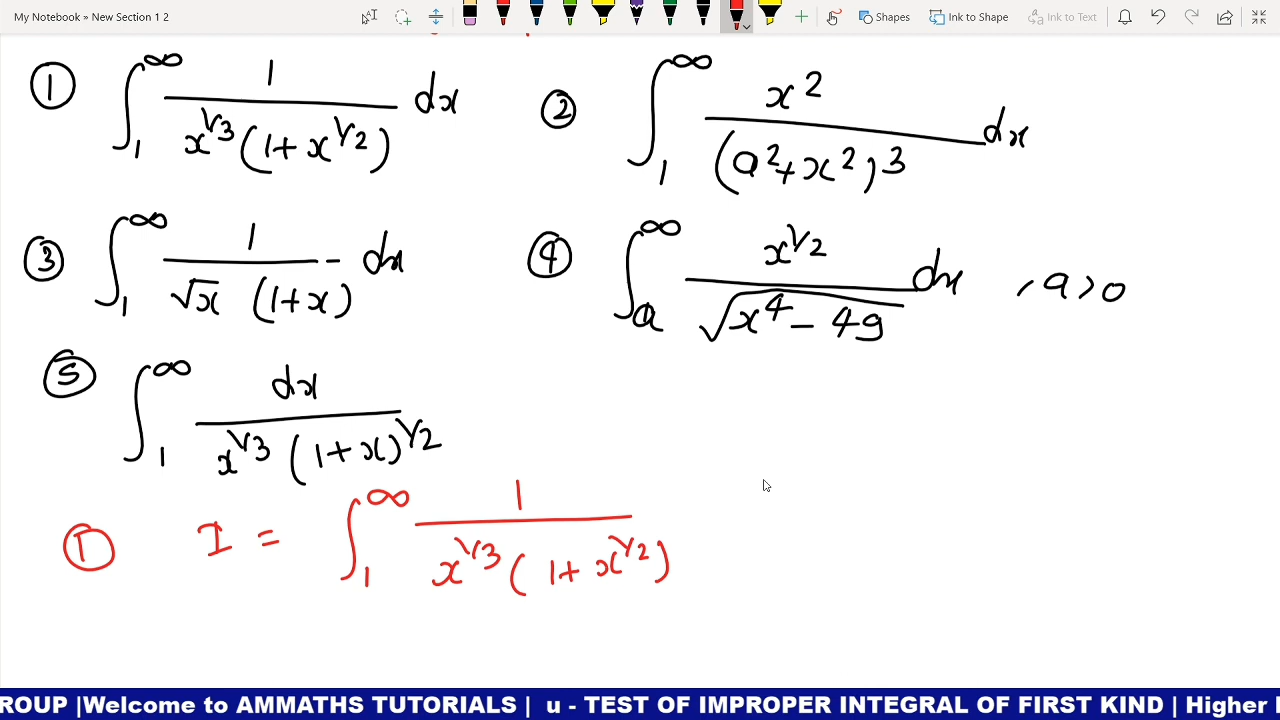 My Notebook » New Section 1 2
Shapes Ink to Shape Ink to Text
① ∫₁^∞ 1/(x^{1/3}(1+x^{1/2})) dx ② ∫₁^∞ x²/(a²+x²)³ dx
③ ∫₁^∞ 1/(√x (1+x)) dx ④ ∫ₐ^∞ x^{1/2}/√(x⁴-49) dx , a>0
⑤ ∫₁^∞ dx/(x^{1/3}(1+x)^{1/2})
① I = ∫₁^∞ 1/(x^{1/3}(1+x^{1/2}))
ROUP |Welcome to AMMATHS TUTORIALS | u - TEST OF IMPROPER INTEGRAL OF FIRST KIND | Higher